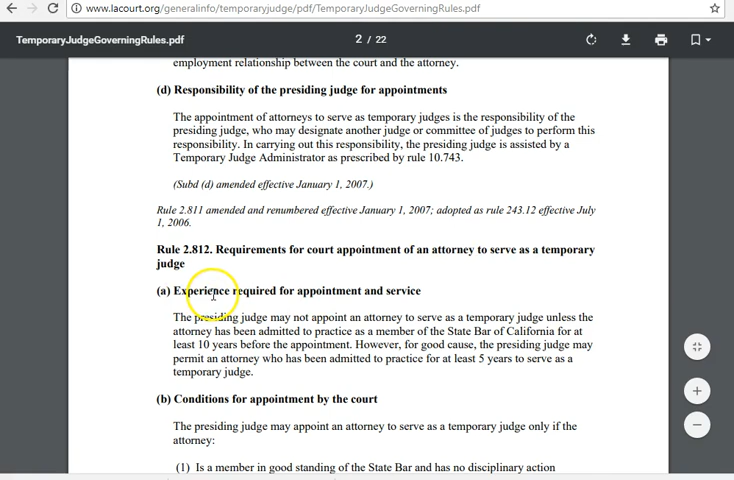 www.lacourt.org/generalinfo/temporaryjudge/pdf/TemporaryJudgeGoverningRules.pdf
TemporaryJudgeGoverningRules.pdf 2 / 22
employment relationship between the court and the attorney.
(d) Responsibility of the presiding judge for appointments
The appointment of attorneys to serve as temporary judges is the responsibility of the
presiding judge, who may designate another judge or committee of judges to perform this
responsibility. In carrying out this responsibility, the presiding judge is assisted by a
Temporary Judge Administrator as prescribed by rule 10.743.
(Subd (d) amended effective January 1, 2007.)
Rule 2.811 amended and renumbered effective January 1, 2007; adopted as rule 243.12 effective July
1, 2006.
Rule 2.812. Requirements for court appointment of an attorney to serve as a temporary
judge
(a) Experience required for appointment and service
The presiding judge may not appoint an attorney to serve as a temporary judge unless the
attorney has been admitted to practice as a member of the State Bar of California for at
least 10 years before the appointment. However, for good cause, the presiding judge may
permit an attorney who has been admitted to practice for at least 5 years to serve as a
temporary judge.
(b) Conditions for appointment by the court
The presiding judge may appoint an attorney to serve as a temporary judge only if the
attorney:
(1) Is a member in good standing of the State Bar and has no disciplinary action